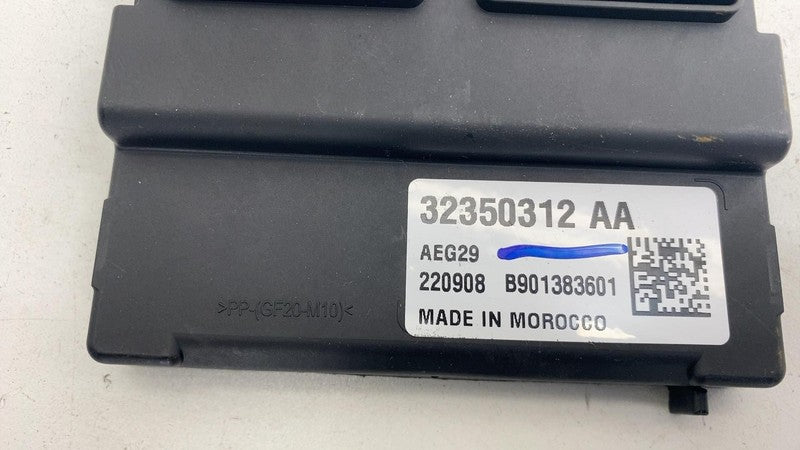 32350312 AA
AEG29
220908 B901383601
MADE IN MOROCCO
>PP-(GF20-M10)<